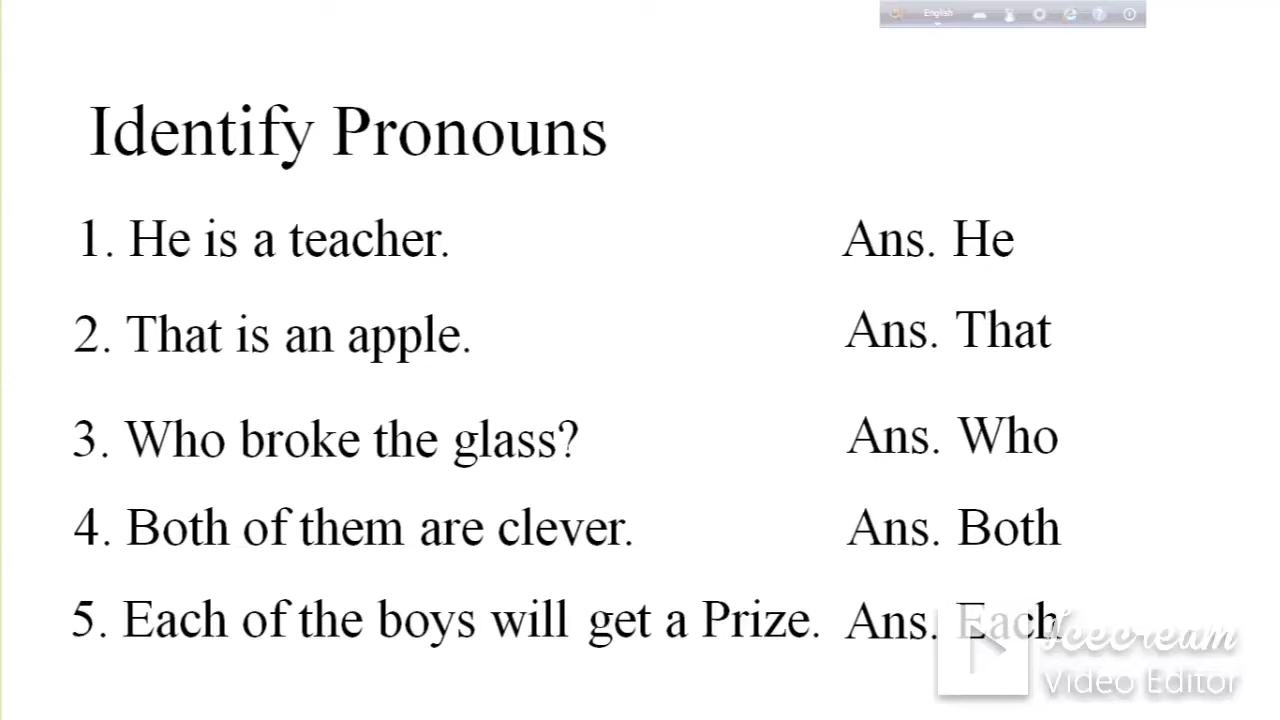 English
Identify Pronouns
1. He is a teacher. Ans. He
2. That is an apple. Ans. That
3. Who broke the glass? Ans. Who
4. Both of them are clever. Ans. Both
5. Each of the boys will get a Prize. Ans. Each
Icecream
Video Editor